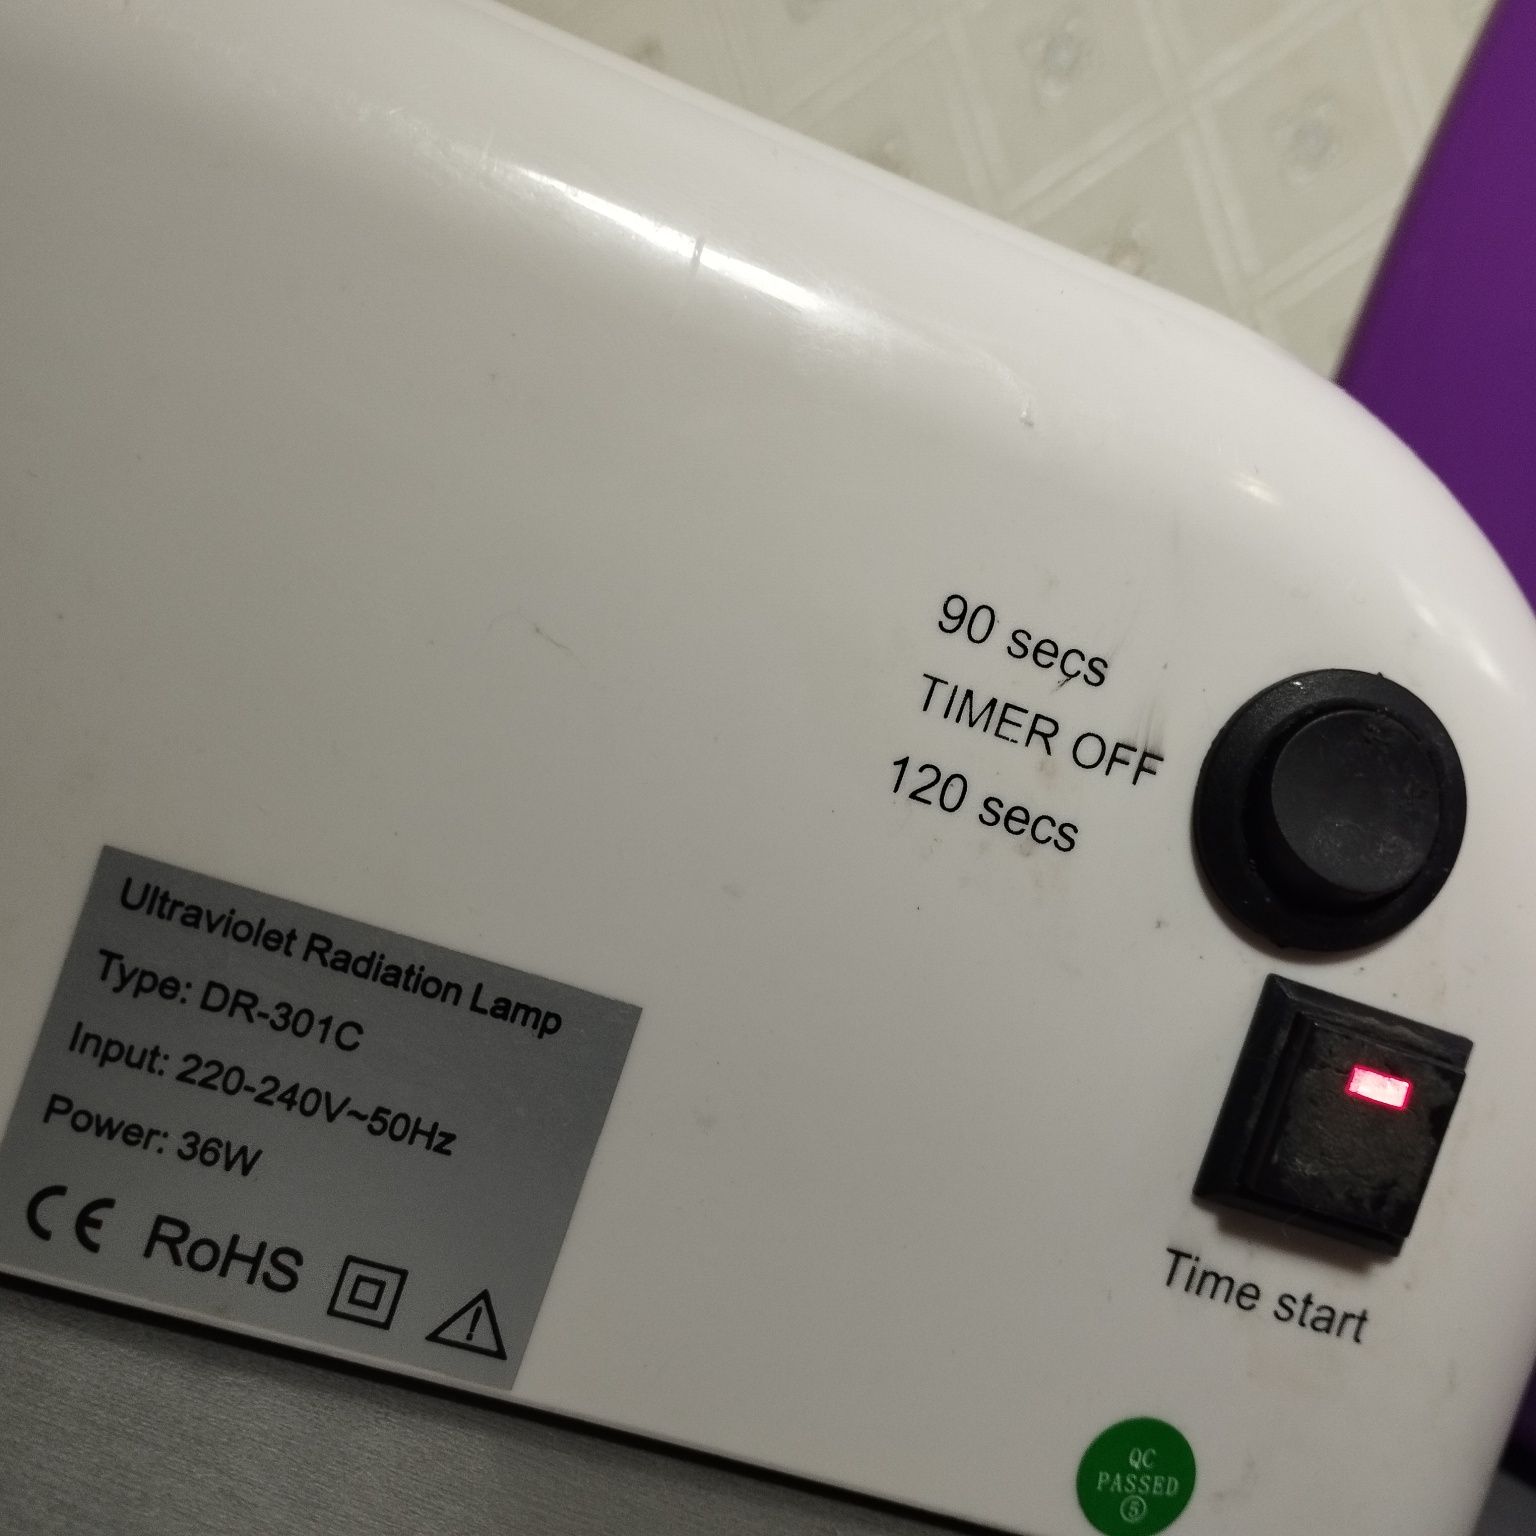 90 secs
TIMER OFF
120 secs
Ultraviolet Radiation Lamp
Type: DR-301C
Input: 220-240V~50Hz
Power: 36W
CE RoHS
Time start
QC
PASSED
5